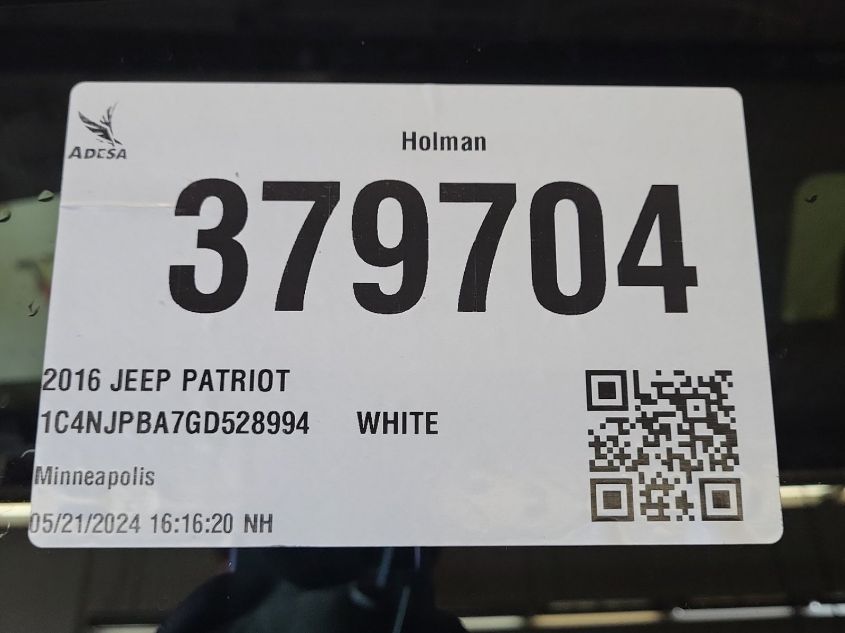 ADESA
Holman
379704
2016 JEEP PATRIOT
1C4NJPBA7GD528994 WHITE
Minneapolis
05/21/2024 16:16:20 NH